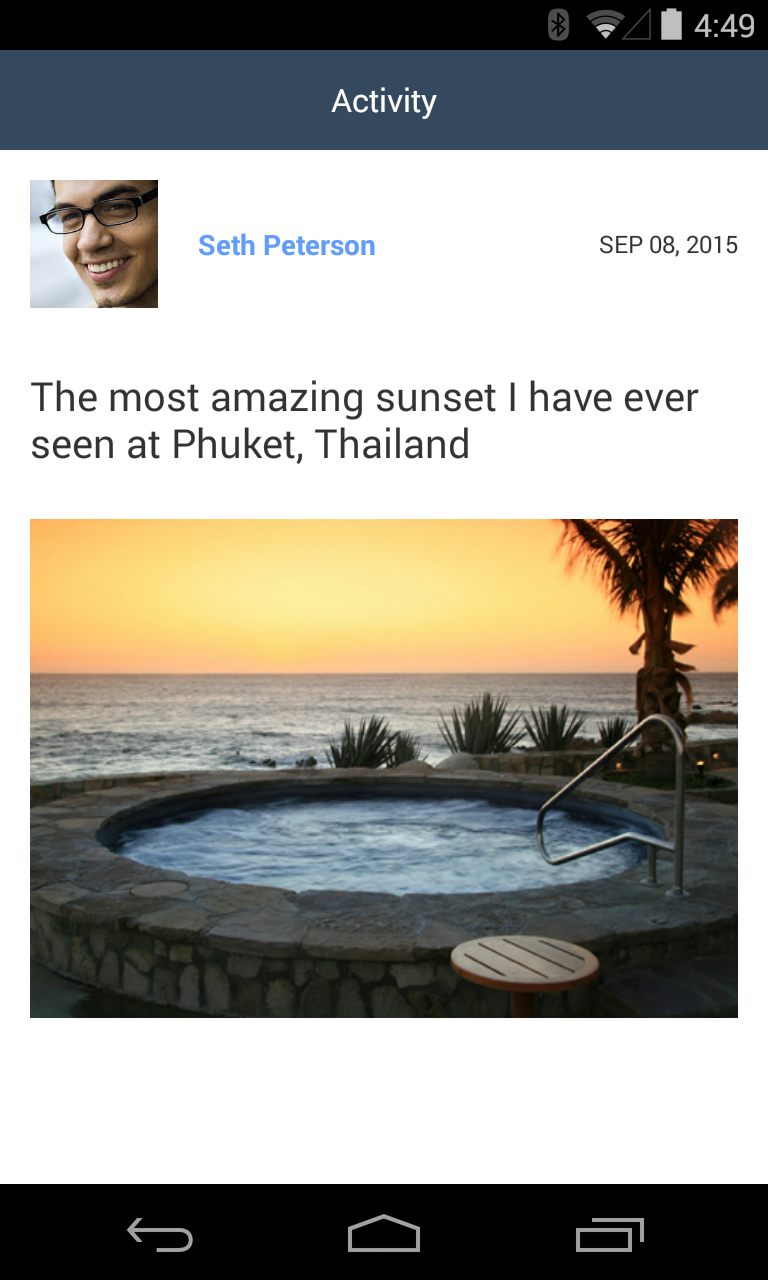 4:49
Activity
Seth Peterson
SEP 08, 2015
The most amazing sunset I have ever
seen at Phuket, Thailand